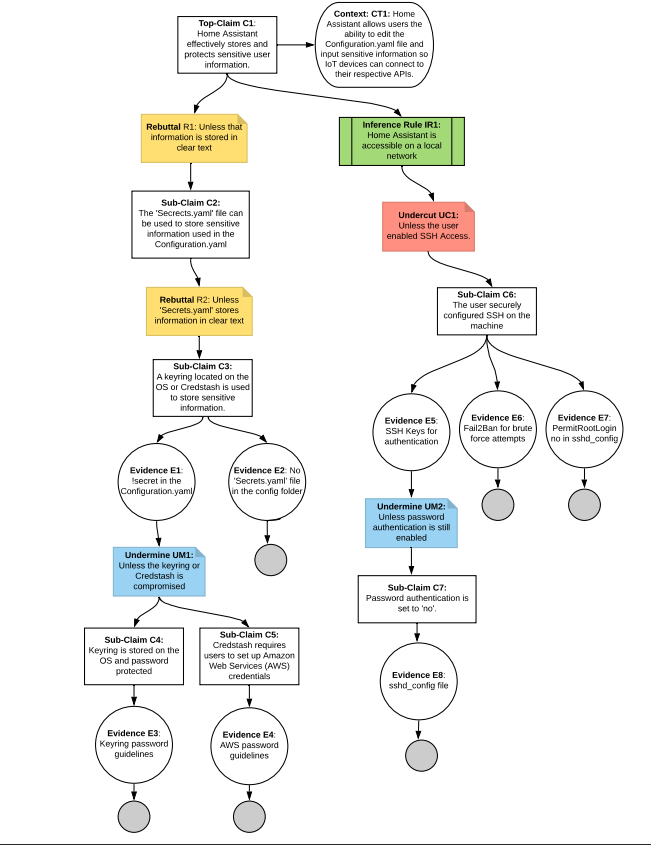 Top-Claim C1:
Home Assistant
effectively stores and
protects sensitive user
information.
Context: CT1: Home
Assistant allows users the
ability to edit the
Configuration.yaml file and
input sensitive information so
IoT devices can connect to
their respective APIs.
Rebuttal R1: Unless that
information is stored in
clear text
Inference Rule IR1:
Home Assistant is
accessible on a local
network
Sub-Claim C2:
The 'Secrects.yaml' file can
be used to store sensitive
information used in the
Configuration.yaml
Undercut UC1:
Unless the user
enabled SSH Access.
Rebuttal R2: Unless
'Secrets.yaml' stores
information in clear text
Sub-Claim C6:
The user securely
configured SSH on the
machine
Sub-Claim C3:
A keyring located on the
OS or Credstash is used
to store sensitive
information.
Evidence E5:
SSH Keys for
authentication
Evidence E6:
Fail2Ban for brute
force attempts
Evidence E7:
PermitRootLogin
no in sshd_config
Evidence E1:
!secret in the
Configuration.yaml
Evidence E2: No
'Secrets.yaml' file
in the config folder
Undermine UM2:
Unless password
authentication is still
enabled
Undermine UM1:
Unless the keyring or
Credstash is
compromised
Sub-Claim C7:
Password authentication is
set to 'no'.
Sub-Claim C4:
Keyring is stored on the
OS and password
protected
Sub-Claim C5:
Credstash requires
users to set up Amazon
Web Services (AWS)
credentials
Evidence E8:
sshd_config file
Evidence E3:
Keyring password
guidelines
Evidence E4:
AWS password
guidelines